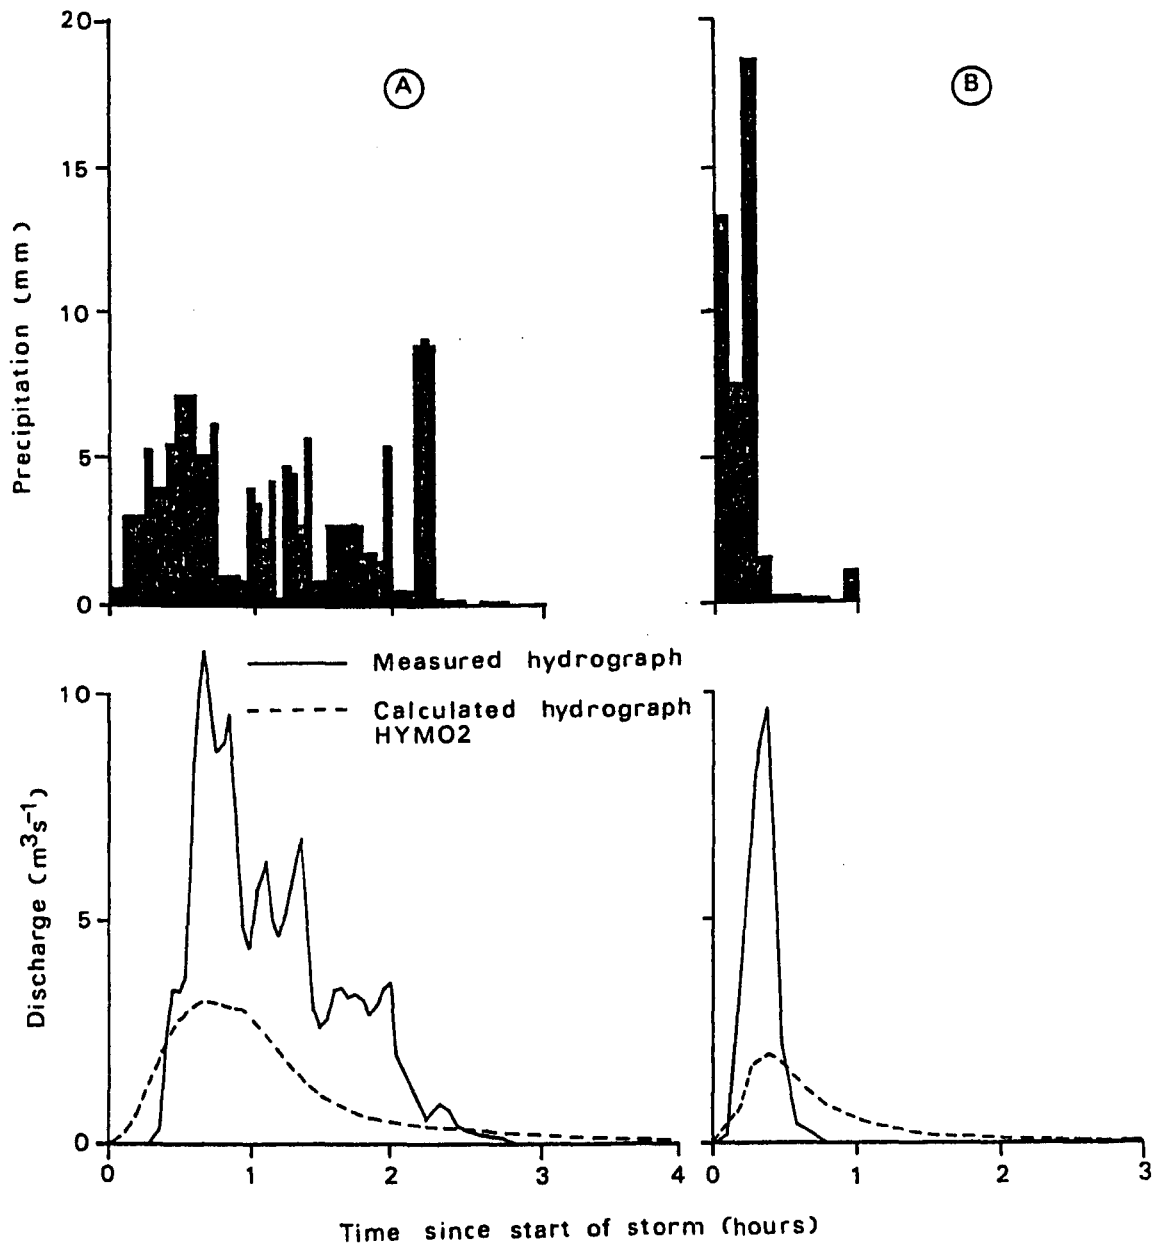 20
15
10
5
0
Precipitation (mm)
A
B
Measured hydrograph
Calculated hydrograph
HYMO2
10
5
0
Discharge (m³s⁻¹)
0 1 2 3 4
0 1 2 3
Time since start of storm (hours)